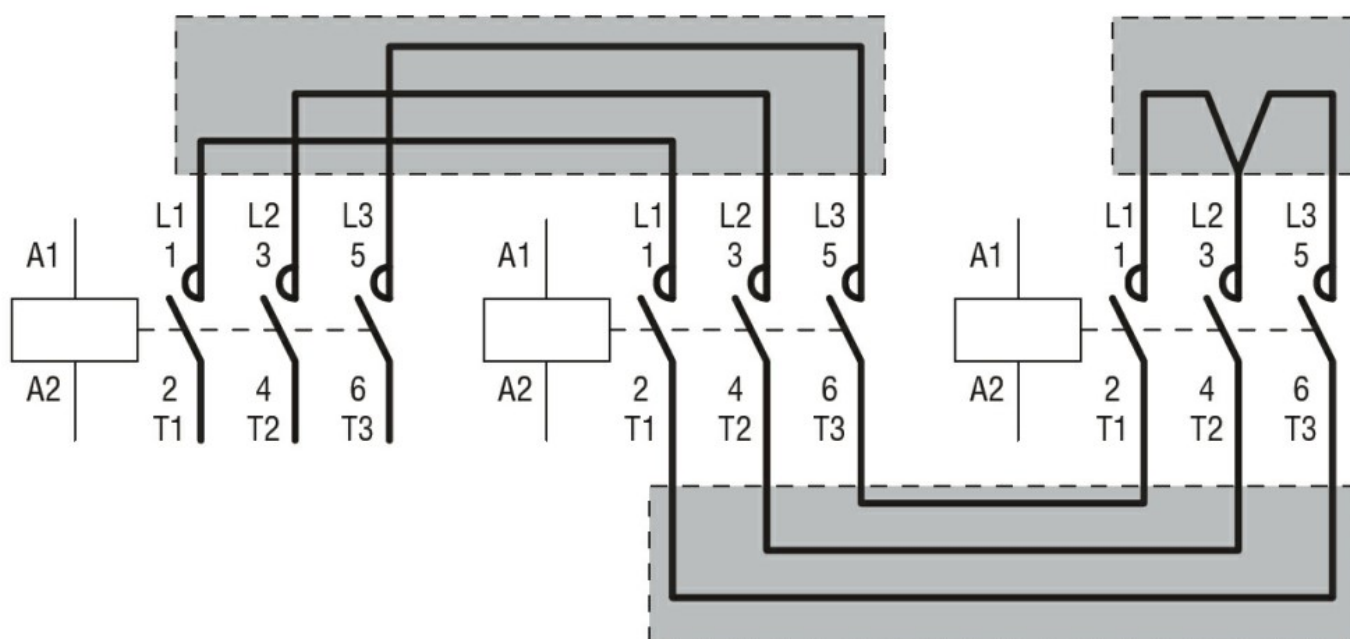 L1 L2 L3 L1 L2 L3 L1 L2 L3
A1 1 3 5 A1 1 3 5 A1 1 3 5
A2 2 4 6 A2 2 4 6 A2 2 4 6
T1 T2 T3 T1 T2 T3 T1 T2 T3